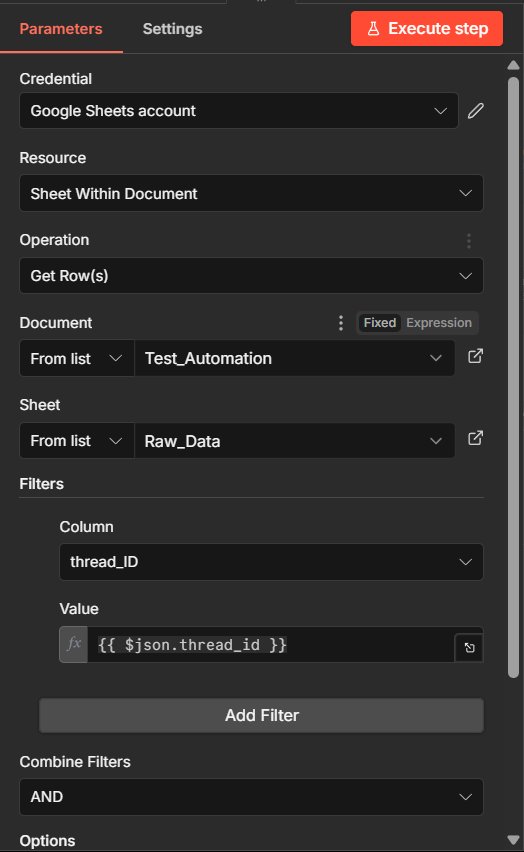 Parameters Settings Execute step
Credential
Google Sheets account
Resource
Sheet Within Document
Operation
Get Row(s)
Document Fixed Expression
From list Test_Automation
Sheet
From list Raw_Data
Filters
Column
thread_ID
Value
fx {{ $json.thread_id }}
Add Filter
Combine Filters
AND
Options